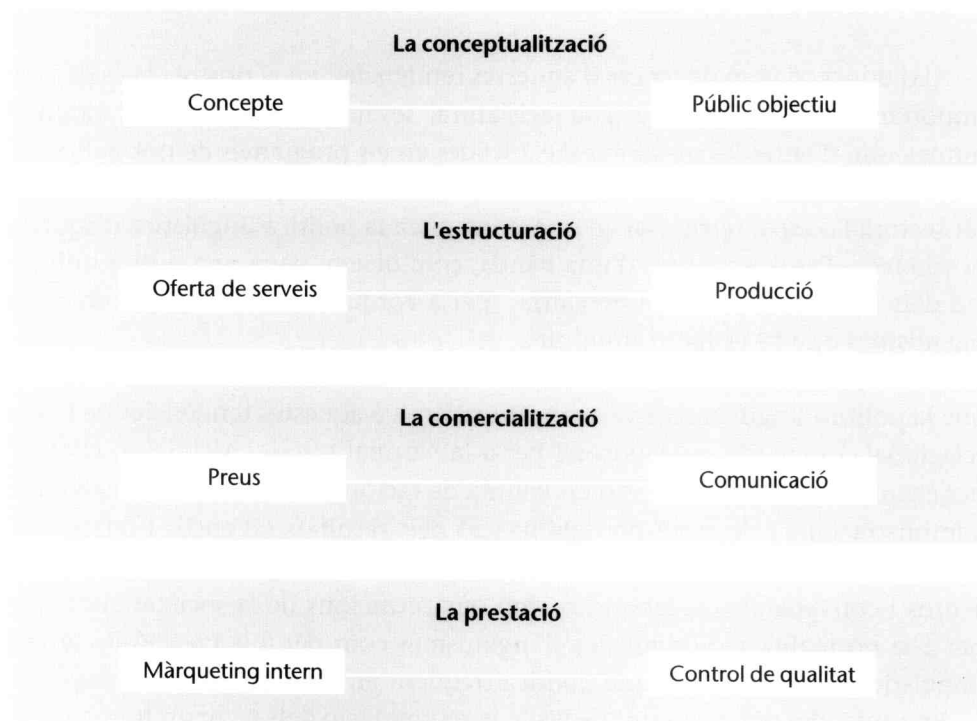 La conceptualització
Concepte
Públic objectiu
L'estructuració
Oferta de serveis
Producció
La comercialització
Preus
Comunicació
La prestació
Màrqueting intern
Control de qualitat